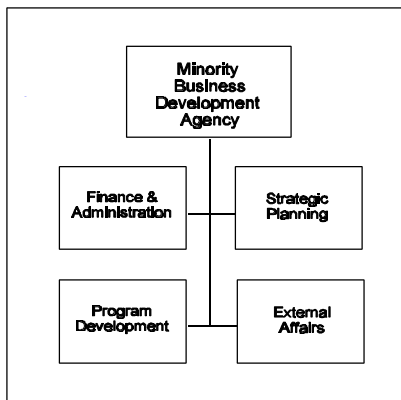 Minority
Business
Development
Agency
Finance &
Administration
Strategic
Planning
Program
Development
External
Affairs